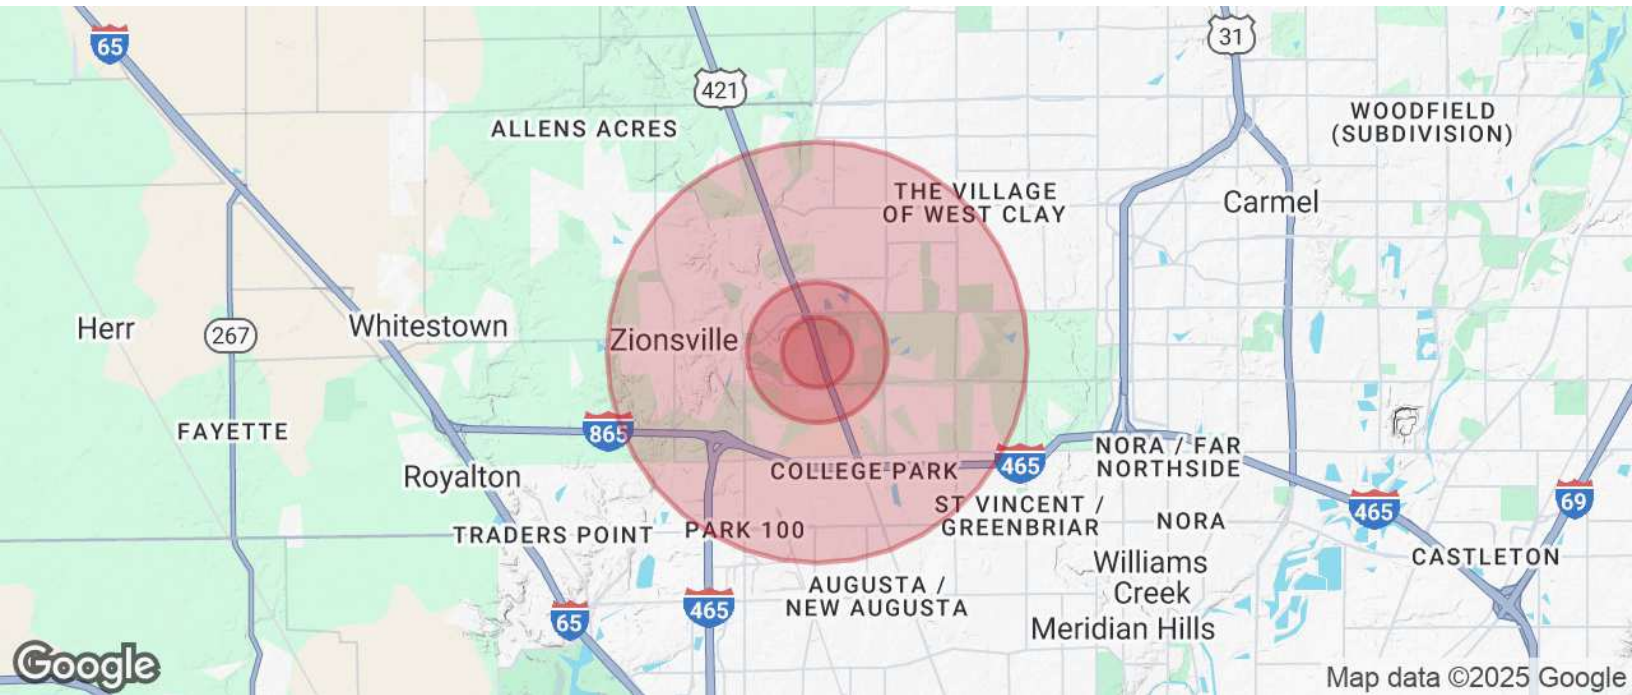 65
31
421
WOODFIELD
(SUBDIVISION)
ALLENS ACRES
THE VILLAGE
OF WEST CLAY
Carmel
Herr
267
Whitestown
Zionsville
FAYETTE
865
NORA / FAR
NORTHSIDE
465
COLLEGE PARK
Royalton
ST VINCENT /
GREENBRIAR
NORA
465
69
TRADERS POINT
PARK 100
CASTLETON
Williams
Creek
AUGUSTA /
NEW AUGUSTA
465
65
Meridian Hills
Google
Map data ©2025 Google